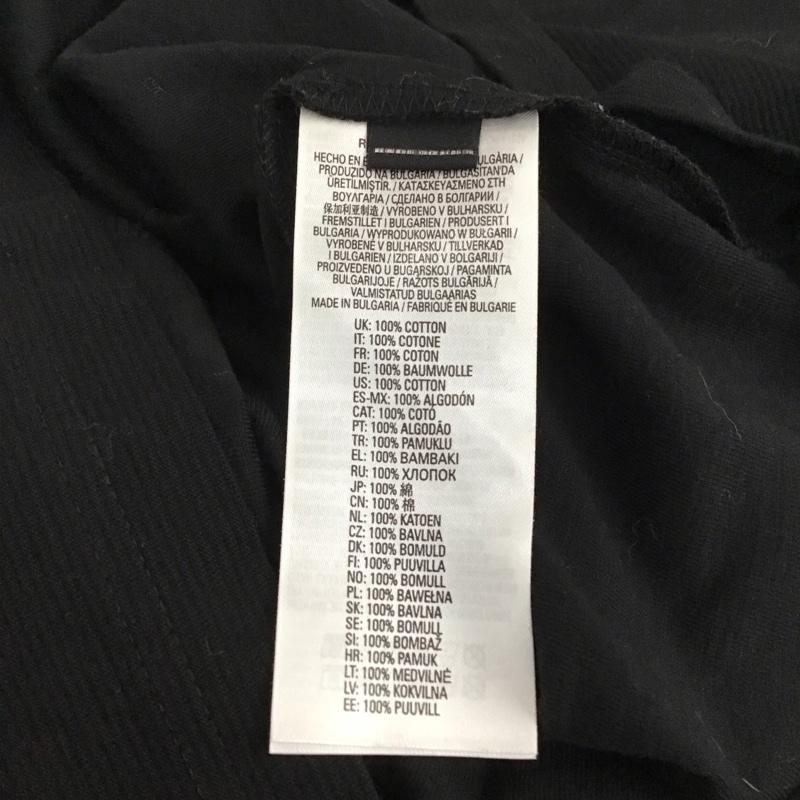 HECHO EN
ULGÀRIA /
PRODUZIDO NA BULGARIA / BULGASITAN'DA
ÜRETİLMİŞTIR. / ΚΑΤΑΣΚΕΥΑΣΜΕΝΟ ΣΤΗ
ΒΟΥΛΓΑΡΙΑ / СДЕЛАНО В БОЛГАРИИ /
保加利亚制造 / VYROBENO V BULHARSKU /
FREMSTILLET I BULGARIEN / PRODUSERT I
BULGARIA / WYPRODUKOWANO W BUŁGARII /
VYROBENÉ V BULHARSKU / TILLVERKAD
I BULGARIEN / IZDELANO V BOLGARIJI /
PROIZVEDENO U BUGARSKOJ / PAGAMINTA
BULGARIJOJE / RAŽOTS BULGĀRIJĀ /
VALMISTATUD BULGAARIAS
MADE IN BULGARIA / FABRIQUÉ EN BULGARIE
UK: 100% COTTON
IT: 100% COTONE
FR: 100% COTON
DE: 100% BAUMWOLLE
US: 100% COTTON
ES-MX: 100% ALGODÓN
CAT: 100% COTÓ
PT: 100% ALGODÃO
TR: 100% PAMUKLU
EL: 100% ΒΑΜΒΑΚΙ
RU: 100% ХЛОПОК
JP: 100% 綿
CN: 100% 棉
NL: 100% KATOEN
CZ: 100% BAVLNA
DK: 100% BOMULD
FI: 100% PUUVILLA
NO: 100% BOMULL
PL: 100% BAWEŁNA
SK: 100% BAVLNA
SE: 100% BOMULL
SI: 100% BOMBAŽ
HR: 100% PAMUK
LT: 100% MEDVILNĖ
LV: 100% KOKVILNA
EE: 100% PUUVILL